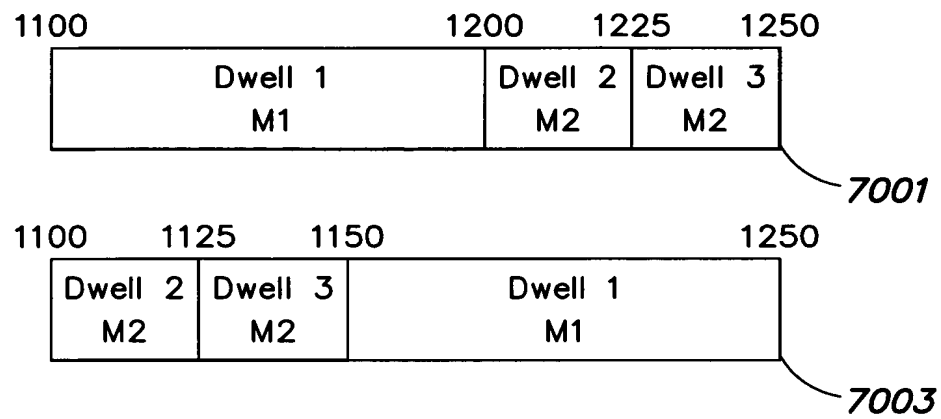 1100 1200 1225 1250
Dwell 1 Dwell 2 Dwell 3
M1 M2 M2
7001
1100 1125 1150 1250
Dwell 2 Dwell 3 Dwell 1
M2 M2 M1
7003